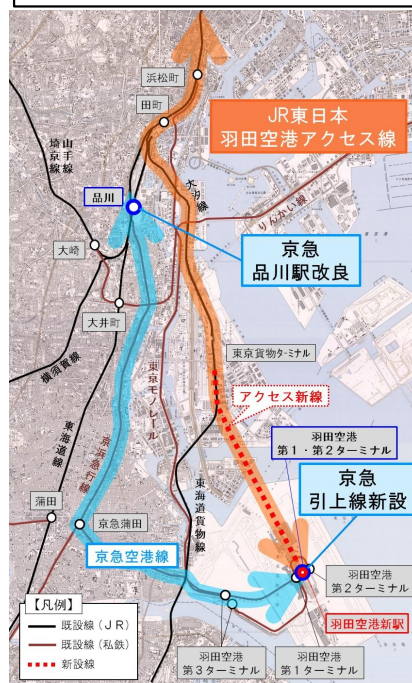 浜松町
田町
JR東日本
羽田空港アクセス線
山手線
埼京線
品川
大汐線
りんかい線
大崎
京急
品川駅改良
大井町
横須賀線
東京貨物ターミナル
東京モノレール
アクセス新線
東海道線
京浜急行線
羽田空港
第1・第2ターミナル
東海道貨物線
京急
引上線新設
蒲田
京急蒲田
京急空港線
羽田空港
第2ターミナル
【凡例】
既設線(JR)
既設線(私鉄)
新設線
羽田空港新駅
羽田空港
第3ターミナル
羽田空港
第1ターミナル